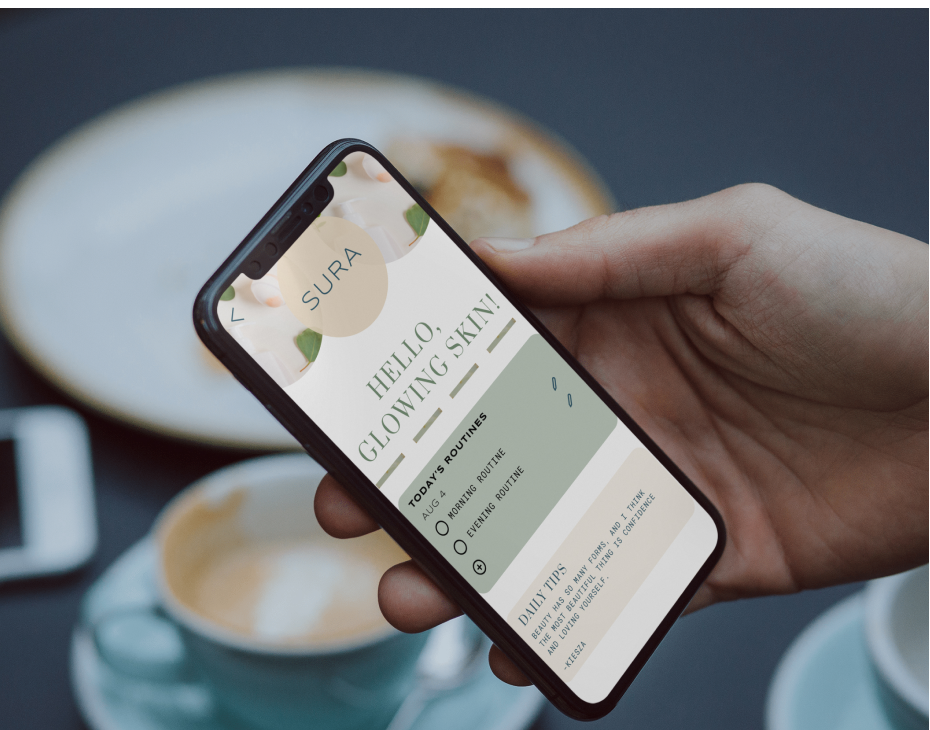 SURA
HELLO,
GLOWING SKIN!
TODAY'S ROUTINES
AUG 4
MORNING ROUTINE
EVENING ROUTINE
DAILY TIPS
BEAUTY HAS SO MANY FORMS, AND I THINK
THE MOST BEAUTIFUL THING IS CONFIDENCE
AND LOVING YOURSELF.
-KIESZA